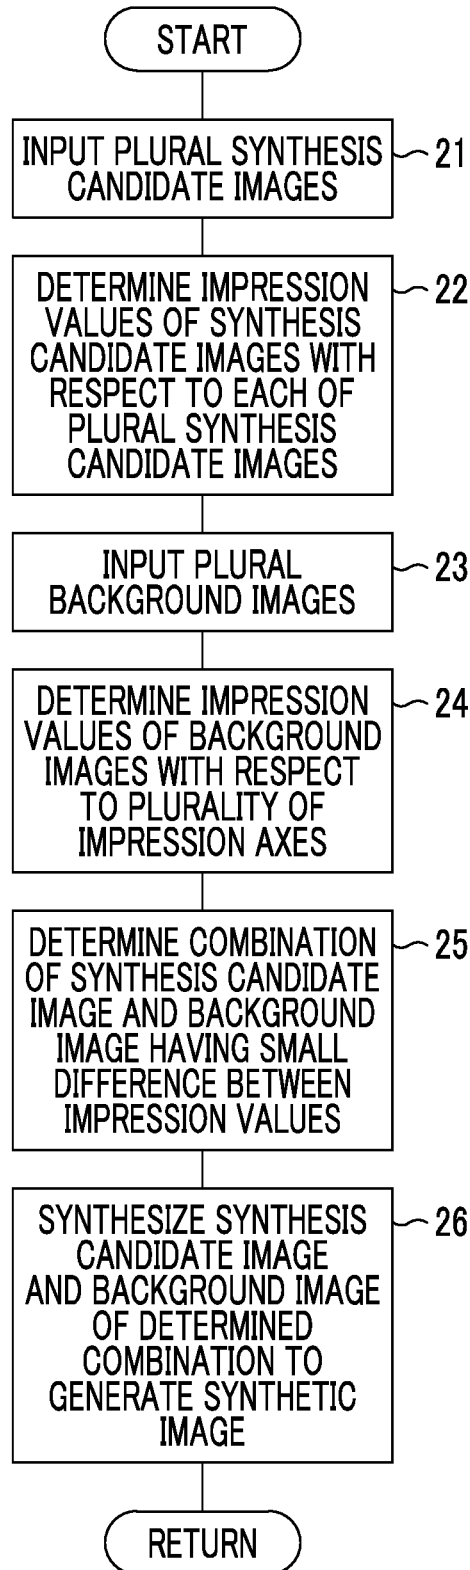 START
INPUT PLURAL SYNTHESIS
CANDIDATE IMAGES
21
DETERMINE IMPRESSION
VALUES OF SYNTHESIS
CANDIDATE IMAGES WITH
RESPECT TO EACH OF
PLURAL SYNTHESIS
CANDIDATE IMAGES
22
INPUT PLURAL
BACKGROUND IMAGES
23
DETERMINE IMPRESSION
VALUES OF BACKGROUND
IMAGES WITH RESPECT
TO PLURALITY OF
IMPRESSION AXES
24
DETERMINE COMBINATION
OF SYNTHESIS CANDIDATE
IMAGE AND BACKGROUND
IMAGE HAVING SMALL
DIFFERENCE BETWEEN
IMPRESSION VALUES
25
SYNTHESIZE SYNTHESIS
CANDIDATE IMAGE
AND BACKGROUND IMAGE
OF DETERMINED
COMBINATION TO
GENERATE SYNTHETIC
IMAGE
26
RETURN